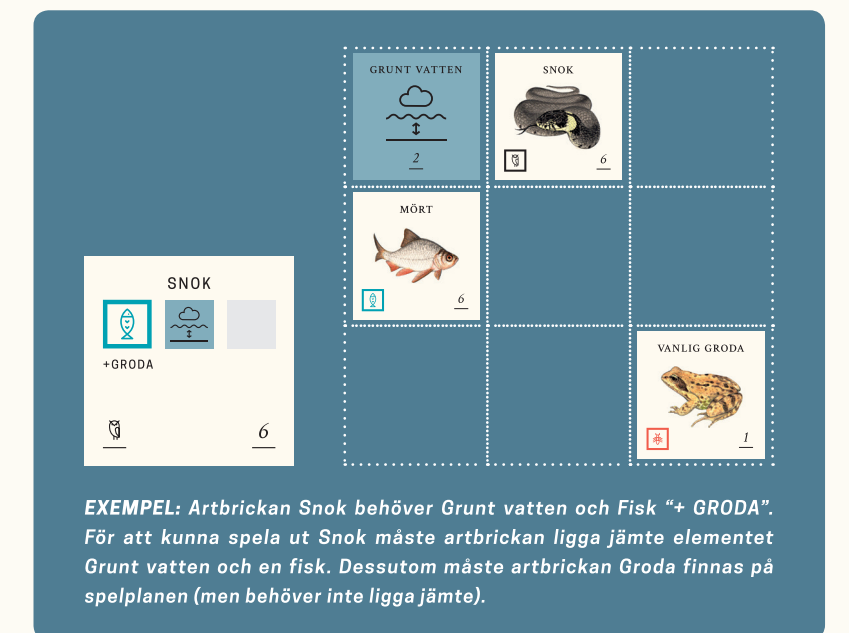 GRUNT VATTEN
2
SNOK
6
MÖRT
6
SNOK
+GRODA
6
VANLIG GRODA
1
EXEMPEL: Artbrickan Snok behöver Grunt vatten och Fisk “+ GRODA”.
För att kunna spela ut Snok måste artbrickan ligga jämte elementet
Grunt vatten och en fisk. Dessutom måste artbrickan Groda finnas på
spelplanen (men behöver inte ligga jämte).